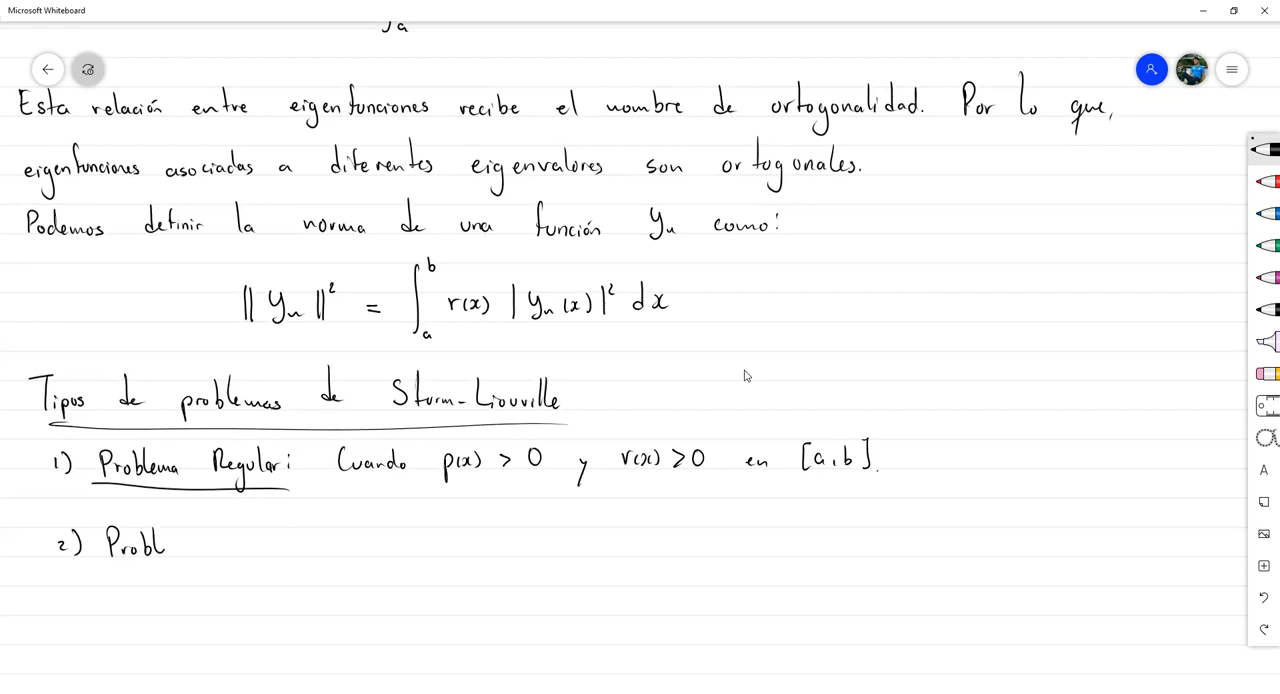 Microsoft Whiteboard
∫a
Esta relación entre eigenfunciones recibe el nombre de ortogonalidad. Por lo que,
eigenfunciones asociadas a diferentes eigenvalores son ortogonales.
Podemos definir la norma de una función yₙ como:
‖ yₙ ‖² = ∫ₐᵇ r(x) |yₙ(x)|² dx
Tipos de problemas de Sturm-Liouville
1) Problema Regular: Cuando p(x) > 0 y r(x) ≥ 0 en [a,b].
2) Probl
A